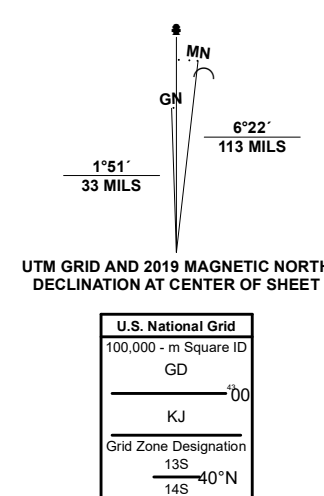 MN
GN
6°22´
113 MILS
1°51´
33 MILS
UTM GRID AND 2019 MAGNETIC NORTH
DECLINATION AT CENTER OF SHEET
U.S. National Grid
100,000 - m Square ID
GD
4300
KJ
Grid Zone Designation
13S
40°N
14S